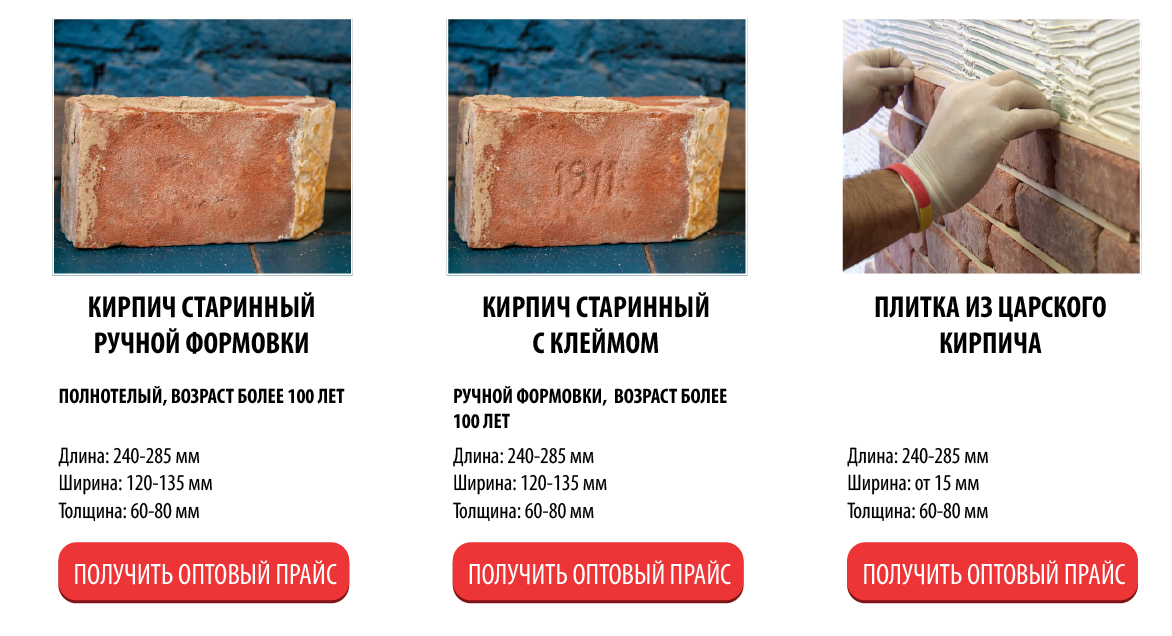 1911
КИРПИЧ СТАРИННЫЙ
РУЧНОЙ ФОРМОВКИ
ПОЛНОТЕЛЫЙ, ВОЗРАСТ БОЛЕЕ 100 ЛЕТ
Длина: 240-285 мм
Ширина: 120-135 мм
Толщина: 60-80 мм
ПОЛУЧИТЬ ОПТОВЫЙ ПРАЙС
КИРПИЧ СТАРИННЫЙ
С КЛЕЙМОМ
РУЧНОЙ ФОРМОВКИ, ВОЗРАСТ БОЛЕЕ
100 ЛЕТ
Длина: 240-285 мм
Ширина: 120-135 мм
Толщина: 60-80 мм
ПОЛУЧИТЬ ОПТОВЫЙ ПРАЙС
ПЛИТКА ИЗ ЦАРСКОГО
КИРПИЧА
Длина: 240-285 мм
Ширина: от 15 мм
Толщина: 60-80 мм
ПОЛУЧИТЬ ОПТОВЫЙ ПРАЙС